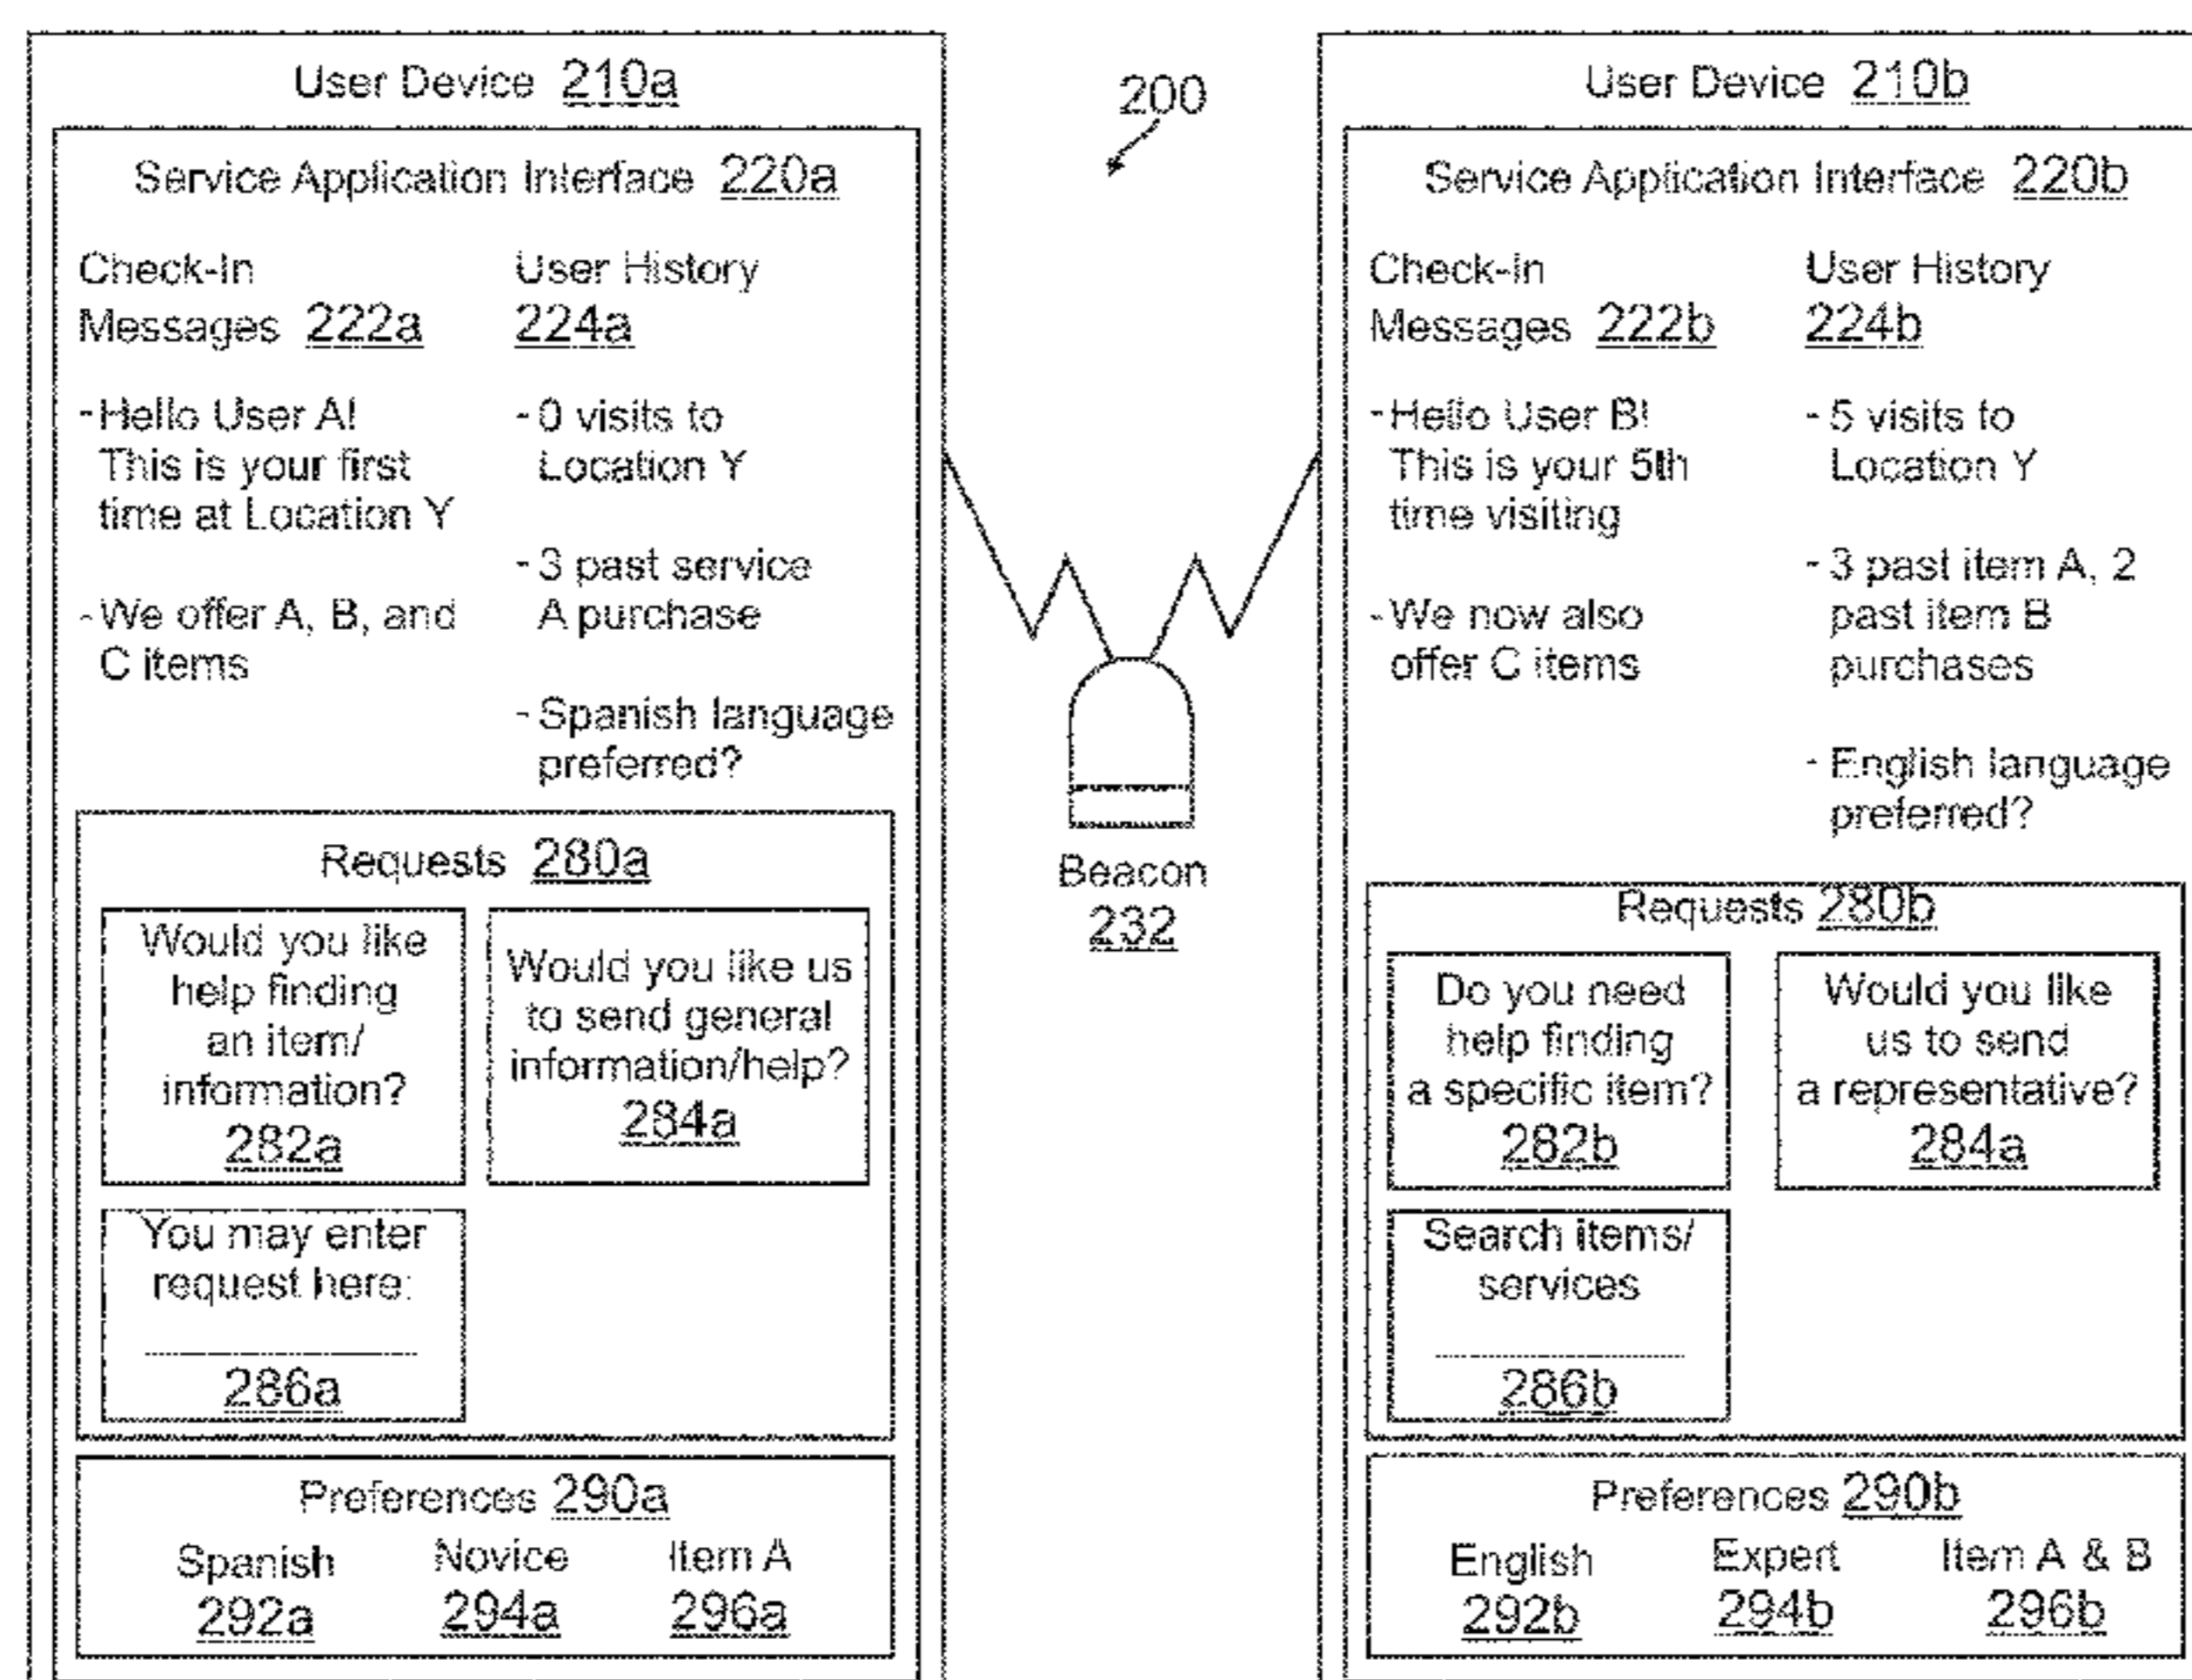 User Device 210a
Service Application Interface 220a
Check-In
Messages 222a
-Hello User A!
This is your first
time at Location Y
-We offer A, B, and
C items
User History
224a
-0 visits to
Location Y
-3 past service
A purchase
-Spanish language
preferred?
Requests 280a
Would you like
help finding
an item/
information?
282a
Would you like us
to send general
information/help?
284a
You may enter
request here:
286a
Preferences 290a
Spanish
292a
Novice
294a
Item A
296a
200
Beacon
232
User Device 210b
Service Application Interface 220b
Check-In
Messages 222b
-Hello User B!
This is your 5th
time visiting
-We now also
offer C items
User History
224b
-5 visits to
Location Y
-3 past item A, 2
past item B
purchases
-English language
preferred?
Requests 280b
Do you need
help finding
a specific item?
282b
Would you like
us to send
a representative?
284a
Search items/
services
286b
Preferences 290b
English
292b
Expert
294b
Item A & B
296b